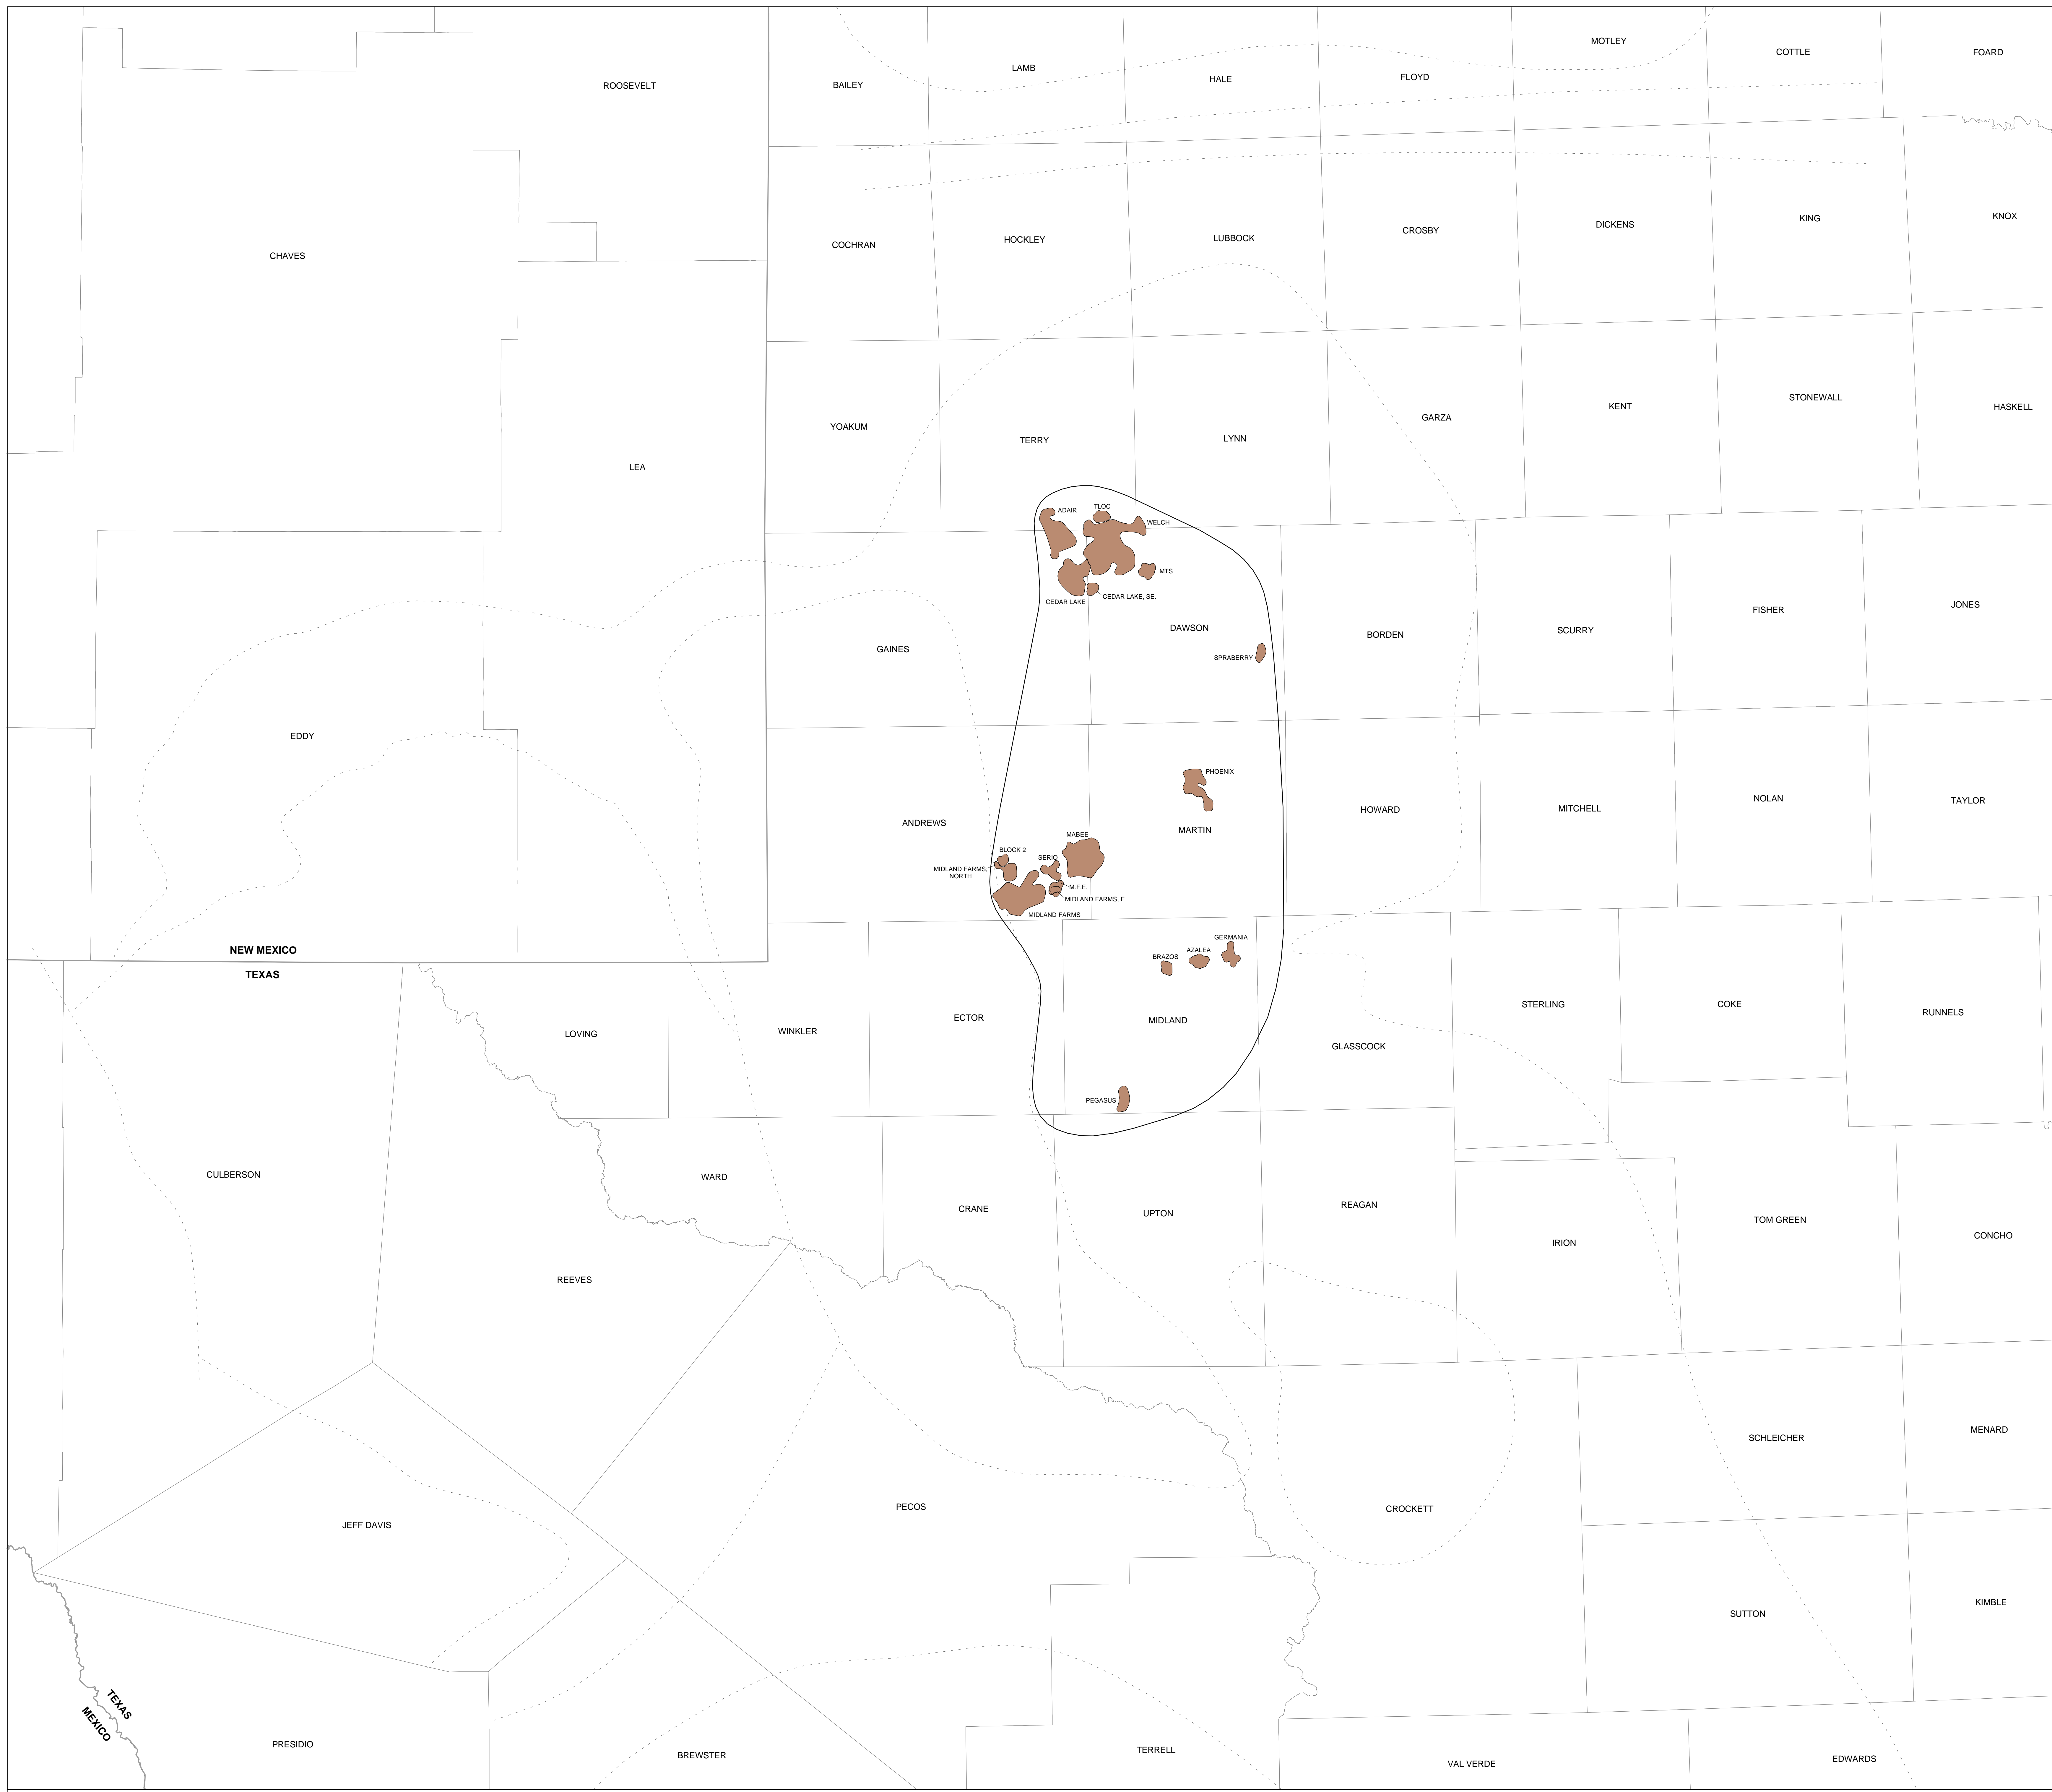 MOTLEY
COTTLE
FOARD
LAMB
HALE
FLOYD
ROOSEVELT
BAILEY
KNOX
KING
DICKENS
CROSBY
LUBBOCK
HOCKLEY
COCHRAN
CHAVES
STONEWALL
HASKELL
KENT
GARZA
YOAKUM
LYNN
TERRY
LEA
ADAIR
TLOC
WELCH
MTS
CEDAR LAKE, SE.
CEDAR LAKE
JONES
FISHER
SCURRY
BORDEN
DAWSON
GAINES
SPRABERRY
EDDY
PHOENIX
NOLAN
TAYLOR
MITCHELL
HOWARD
ANDREWS
MARTIN
MABEE
BLOCK 2
SERIO
MIDLAND FARMS,
NORTH
M.F.E.
MIDLAND FARMS, E
MIDLAND FARMS
GERMANIA
AZALEA
BRAZOS
NEW MEXICO
TEXAS
STERLING
COKE
RUNNELS
ECTOR
MIDLAND
WINKLER
LOVING
GLASSCOCK
PEGASUS
CULBERSON
WARD
CRANE
UPTON
REAGAN
TOM GREEN
CONCHO
IRION
REEVES
MENARD
SCHLEICHER
PECOS
CROCKETT
JEFF DAVIS
KIMBLE
SUTTON
TEXAS
MEXICO
PRESIDIO
BREWSTER
TERRELL
VAL VERDE
EDWARDS